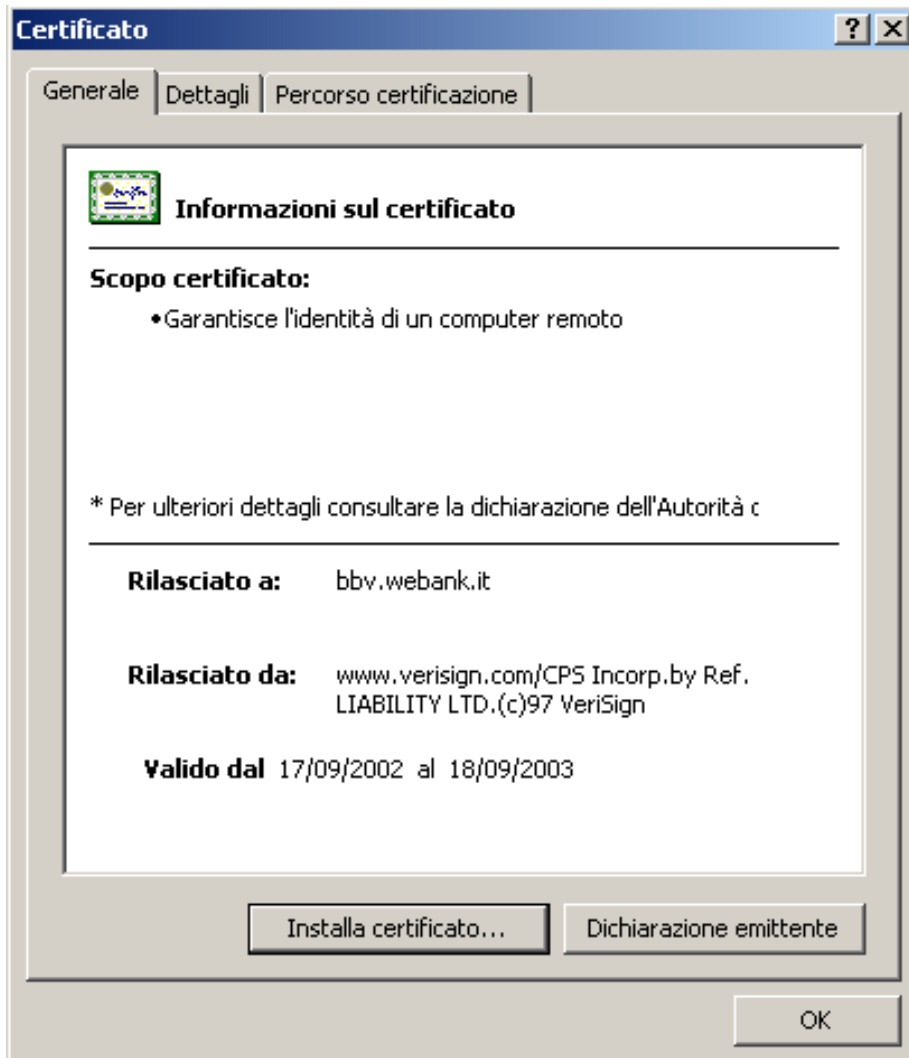 Certificato
Generale Dettagli Percorso certificazione
Informazioni sul certificato
Scopo certificato:
•Garantisce l'identità di un computer remoto
* Per ulteriori dettagli consultare la dichiarazione dell'Autorità c
Rilasciato a: bbv.webank.it
Rilasciato da: www.verisign.com/CPS Incorp.by Ref.
LIABILITY LTD.(c)97 VeriSign
Valido dal 17/09/2002 al 18/09/2003
Installa certificato... Dichiarazione emittente
OK